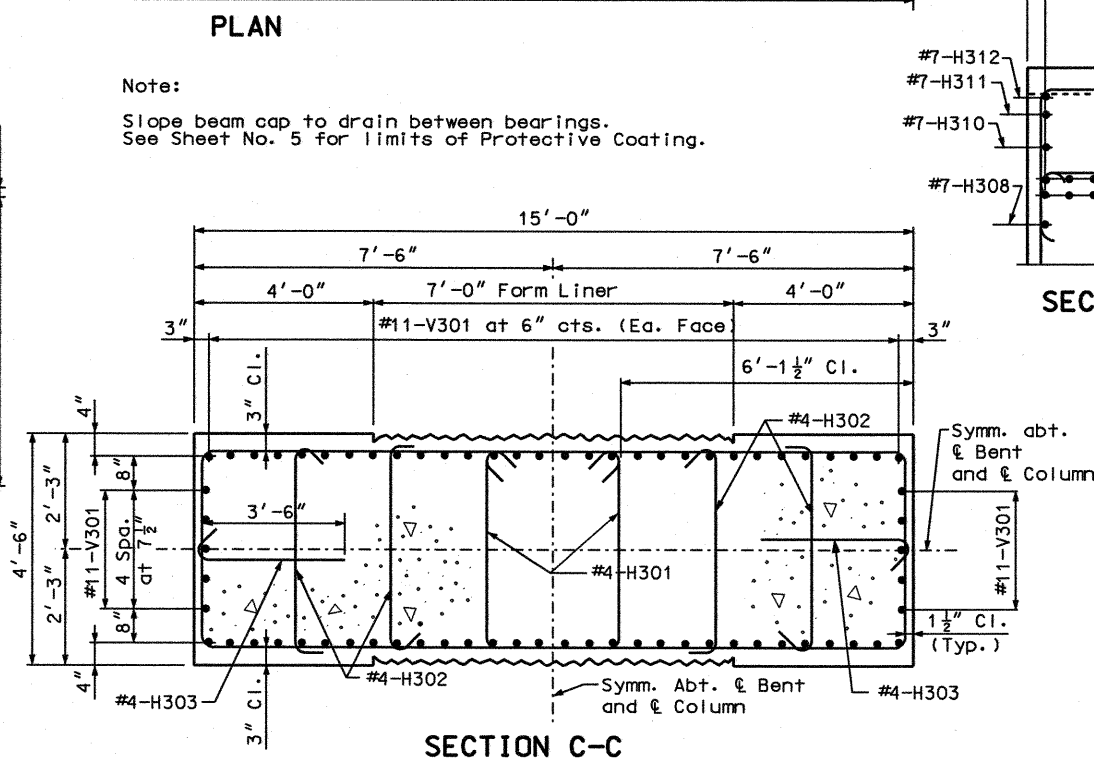 PLAN
Note:
Slope beam cap to drain between bearings.
See Sheet No. 5 for limits of Protective Coating.
#7-H312
#7-H311
#7-H310
#7-H308
SEC
15'-0"
7'-6" 7'-6"
4'-0" 7'-0" Form Liner 4'-0"
3" #11-V301 at 6" cts. (Ea. Face) 3"
6'-1½" Cl.
3" Cl.
4"
#4-H302
Symm. abt.
℄ Bent
and ℄ Column
8"
3'-6"
4'-6"
2'-3"
2'-3"
#11-V301
4 Spa.
at 7½"
8"
4"
#4-H301
#11-V301
1½" Cl.
(Typ.)
#4-H303
#4-H302
3" Cl.
Symm. Abt. ℄ Bent
and ℄ Column
#4-H303
SECTION C-C